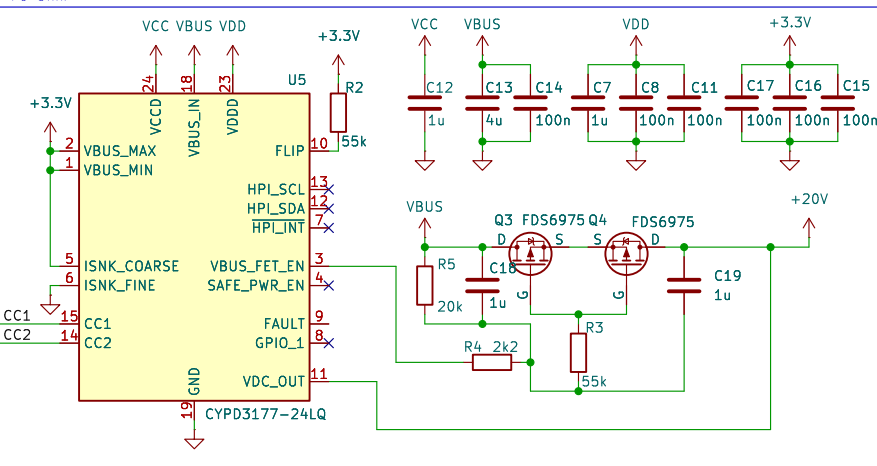 VCC VBUS VDD
+3.3V
VCC
VBUS
VDD
+3.3V
+3.3V
24
18
23
U5
VCCD
VBUS_IN
VDDD
R2
55k
2 VBUS_MAX
1 VBUS_MIN
5 ISNK_COARSE
6 ISNK_FINE
CC1 15 CC1
CC2 14 CC2
FLIP 10
HPI_SCL 13
HPI_SDA 12
HPI_INT 7
VBUS_FET_EN 3
SAFE_PWR_EN 4
FAULT 9
GPIO_1 8
VDC_OUT 11
GND
19
CYPD3177-24LQ
C12
1u
C13
4u
C14
100n
C7
1u
C8
100n
C11
100n
C17
100n
C16
100n
C15
100n
VBUS
Q3 FDS6975
Q4 FDS6975
+20V
D S
S D
G
G
R5
20k
C18
1u
C19
1u
R3
55k
R4 2k2